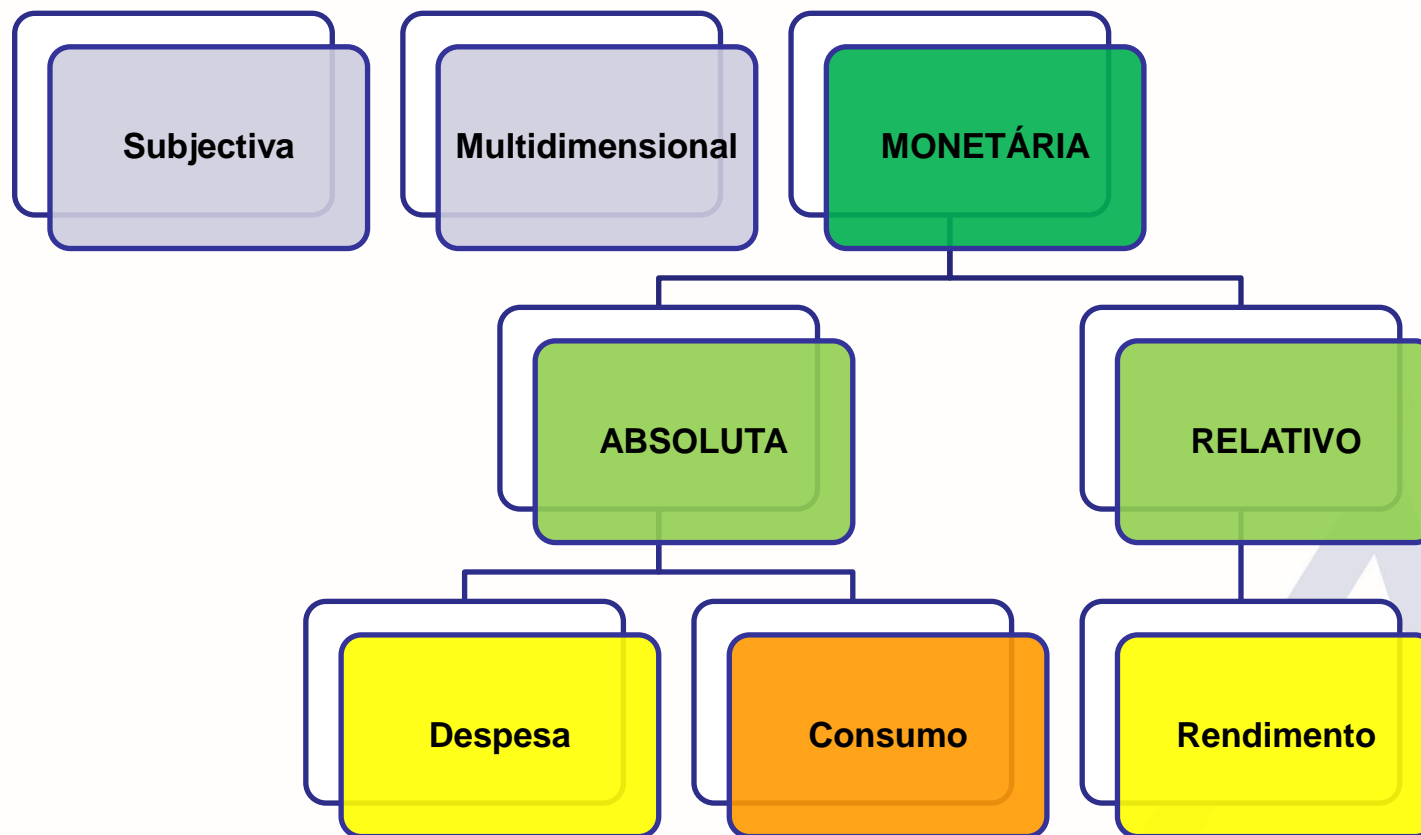 Subjectiva
Multidimensional
MONETÁRIA
ABSOLUTA
RELATIVO
Despesa
Consumo
Rendimento